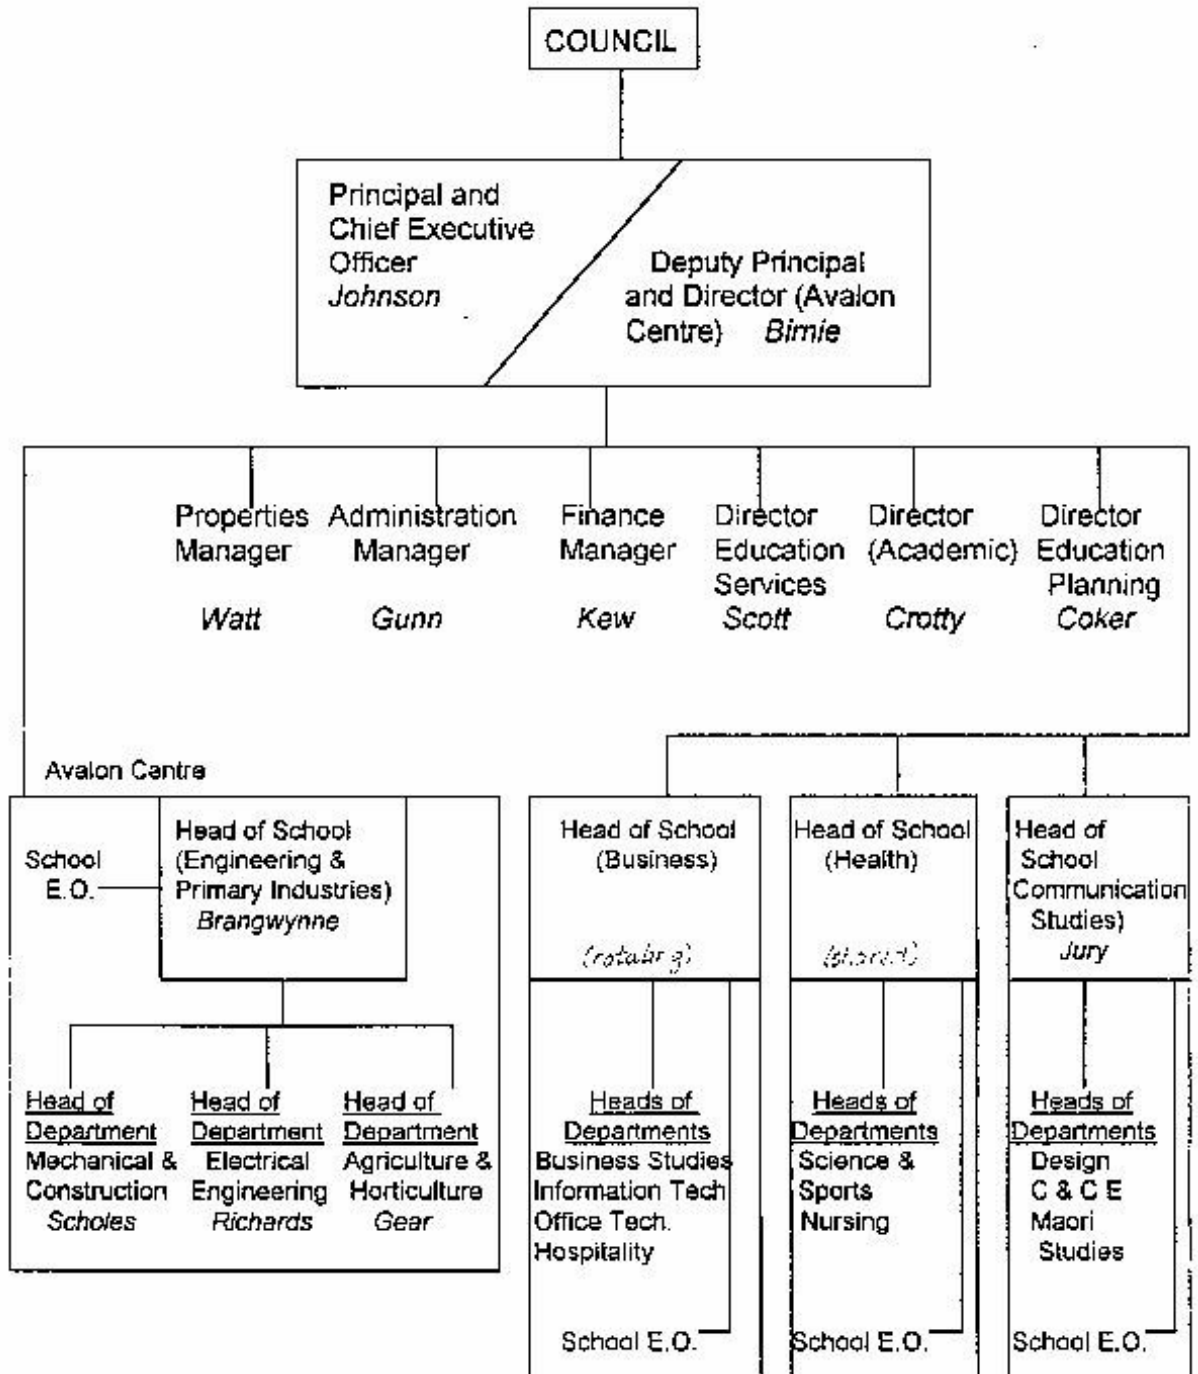 COUNCIL
Principal and
Chief Executive
Officer
Johnson
Deputy Principal
and Director (Avalon
Centre) Birnie
Properties
Manager
Watt
Administration
Manager
Gunn
Finance
Manager
Kew
Director
Education
Services
Scott
Director
(Academic)
Crotty
Director
Education
Planning
Coker
Avalon Centre
School
E.O.
Head of School
(Engineering &
Primary Industries)
Brangwynne
Head of
Department
Mechanical &
Construction
Scholes
Head of
Department
Electrical
Engineering
Richards
Head of
Department
Agriculture &
Horticulture
Gear
Head of School
(Business)
(rotating)
Heads of
Departments
Business Studies
Information Tech
Office Tech.
Hospitality
School E.O.
Head of School
(Health)
(shared)
Heads of
Departments
Science &
Sports
Nursing
School E.O.
Head of
School
(Communication
Studies)
Jury
Heads of
Departments
Design
C & C E
Maori
Studies
School E.O.